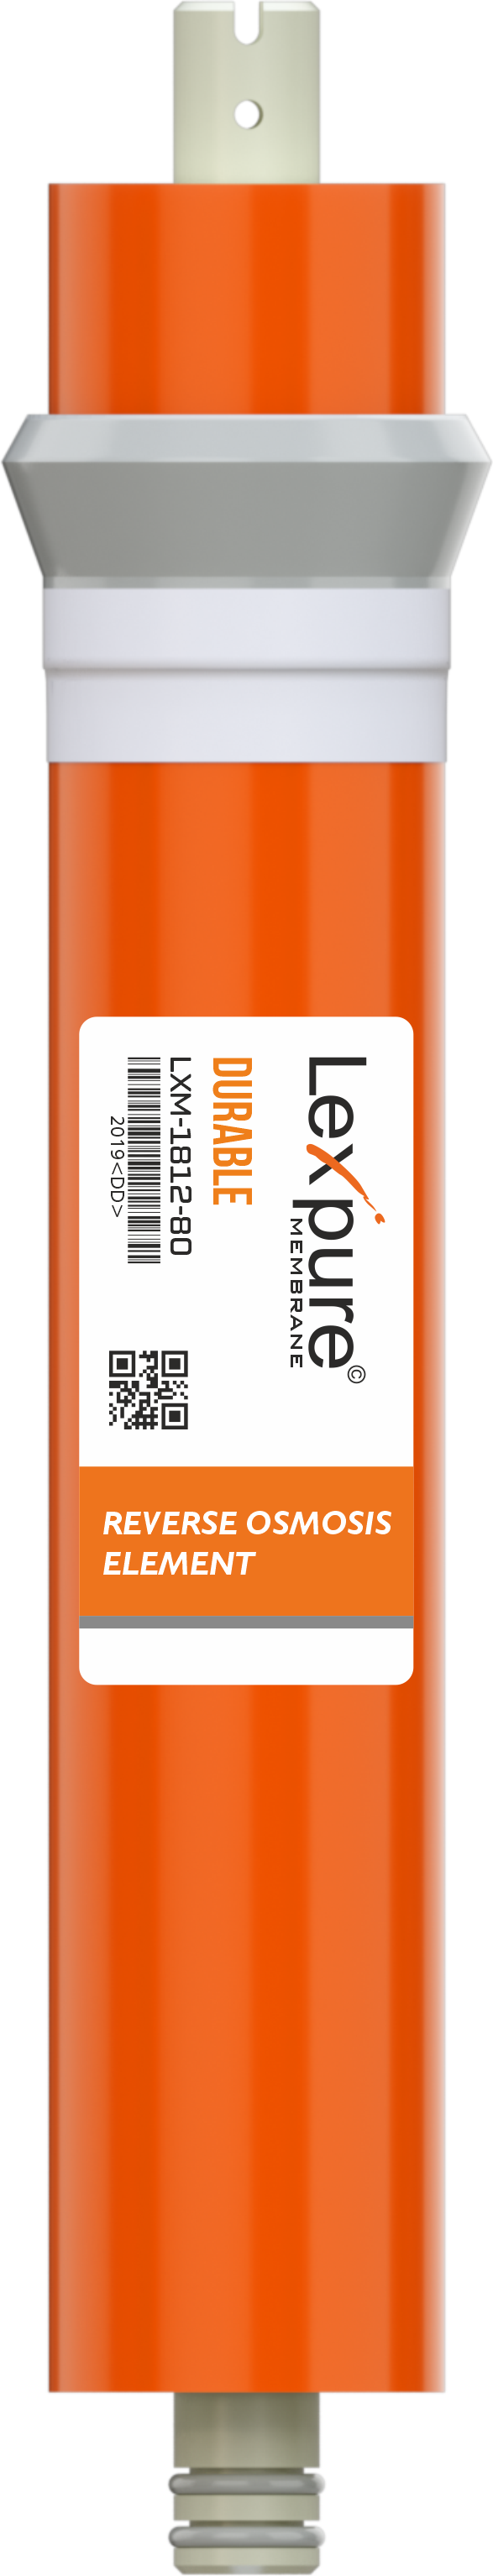 Lexpure©
MEMBRANE
DURABLE
LXM-1812-80
2019<DD>
REVERSE OSMOSIS
ELEMENT